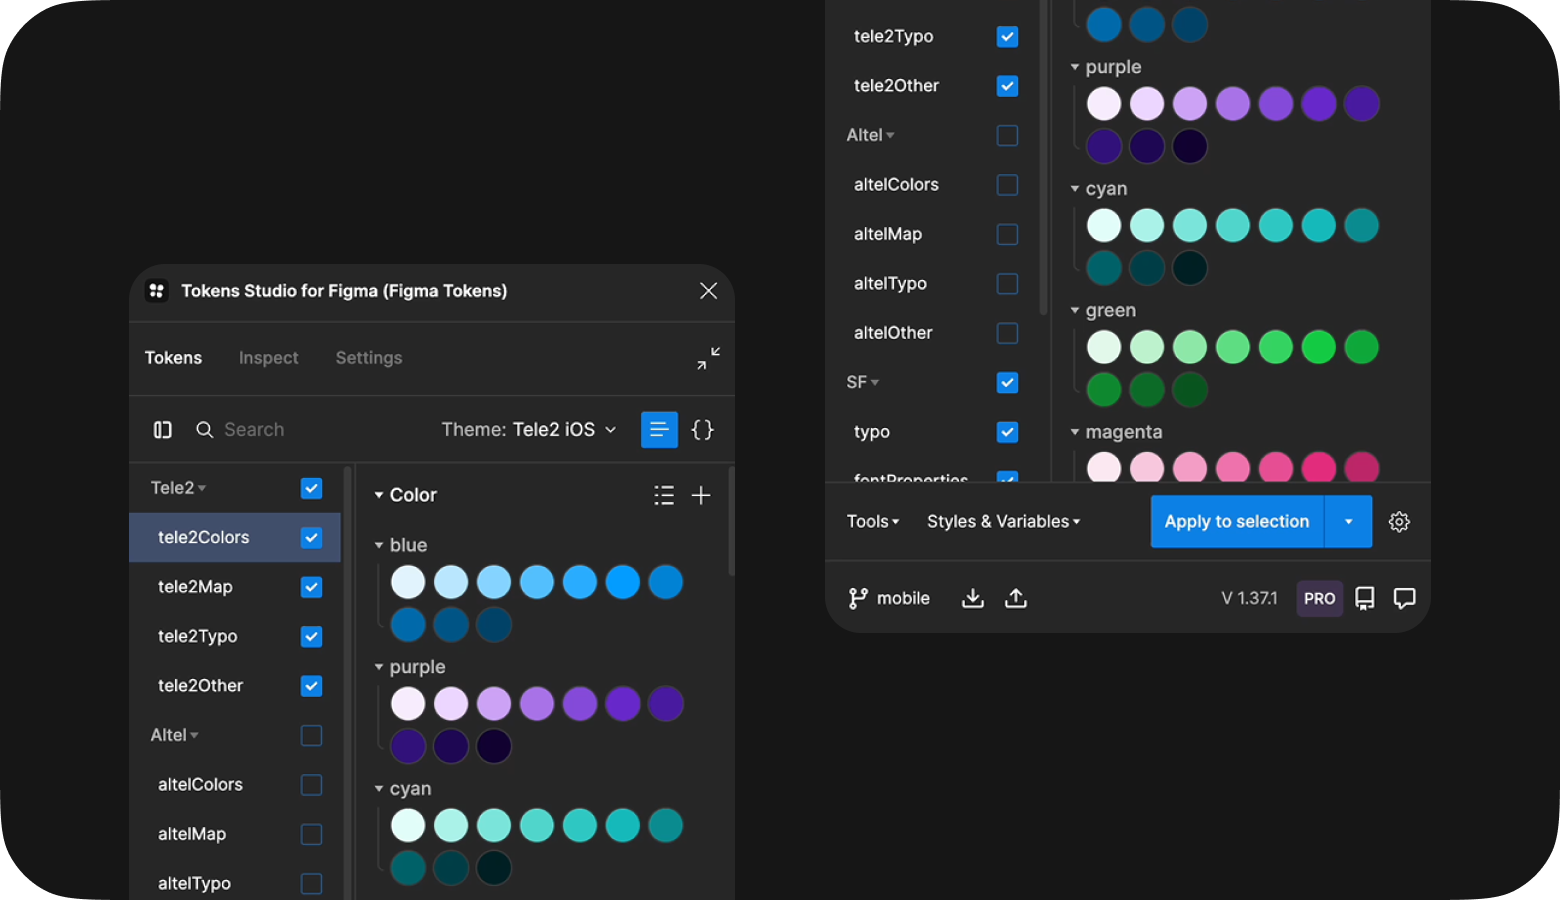 Tokens Studio for Figma (Figma Tokens)
Tokens Inspect Settings
Search Theme: Tele2 iOS {}
Tele2
tele2Colors
tele2Map
tele2Typo
tele2Other
Altel
altelColors
altelMap
altelTypo
Color
blue
purple
cyan
tele2Typo
tele2Other
Altel
altelColors
altelMap
altelTypo
altelOther
SF
typo
fontProperties
purple
cyan
green
magenta
Tools Styles & Variables Apply to selection
mobile V 1.37.1 PRO